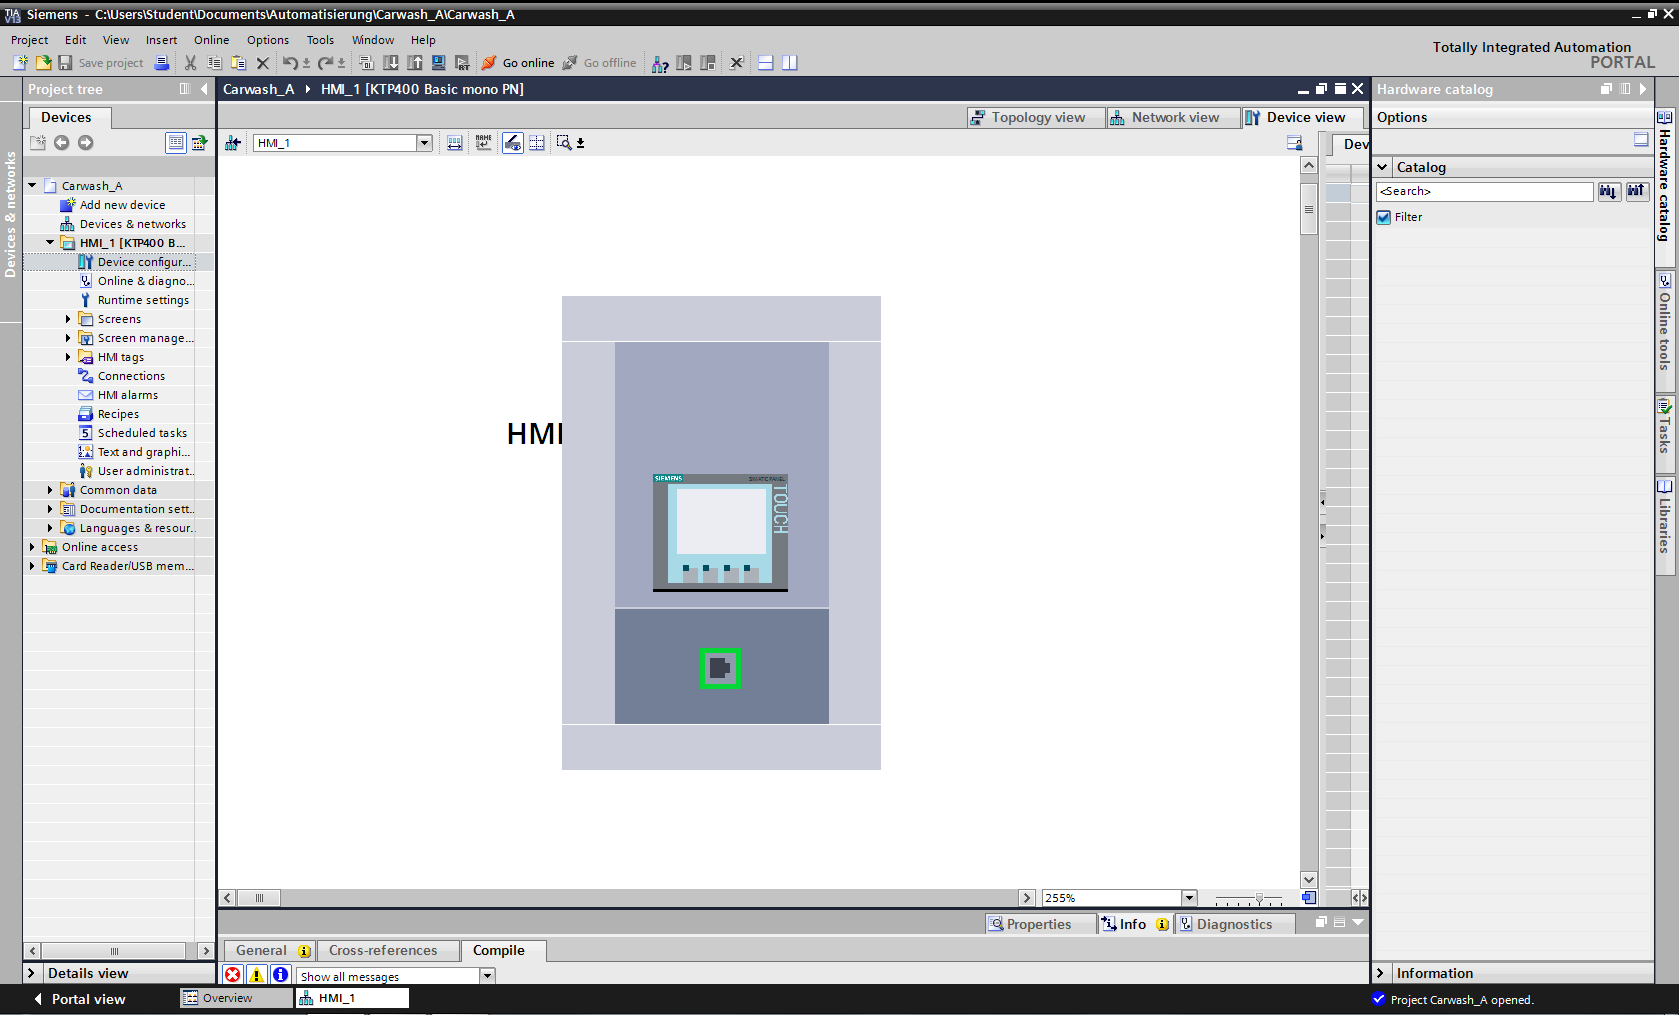 TIA V13
Siemens - C:\Users\Student\Documents\Automatisierung\Carwash_A\Carwash_A
Project Edit View Insert Online Options Tools Window Help
Save project Go online Go offline
Totally Integrated Automation
PORTAL
Project tree
Devices
Devices & networks
Carwash_A
Add new device
Devices & networks
HMI_1 [KTP400 B...
Device configur...
Online & diagno...
Runtime settings
Screens
Screen manage...
HMI tags
Connections
HMI alarms
Recipes
Scheduled tasks
Text and graphi...
User administrat..
Common data
Documentation sett..
Languages & resour.
Online access
Card Reader/USB mem...
Details view
Carwash_A HMI_1 [KTP400 Basic mono PN]
Topology view Network view Device view
HMI_1
NAME
Dev
HMI
SIEMENS SIMATIC PANEL
TOUCH
255%
Properties Info Diagnostics
General Cross-references Compile
Show all messages
Hardware catalog
Options
Catalog
<Search>
Filter
Information
Hardware catalog
Online tools
Tasks
Libraries
Portal view Overview HMI_1
Project Carwash_A opened.